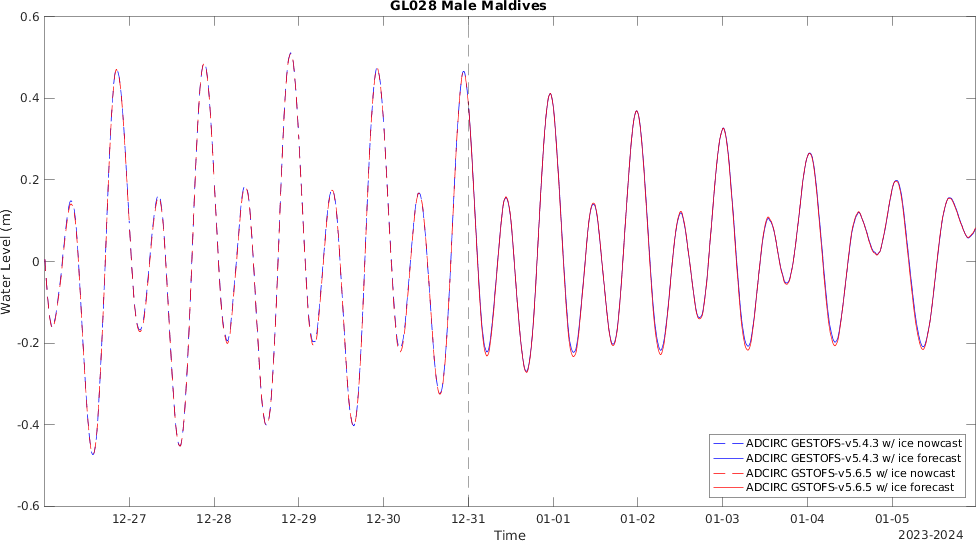 GL028 Male Maldives
0.6
0.4
0.2
0
-0.2
-0.4
-0.6
Water Level (m)
12-27 12-28 12-29 12-30 12-31 01-01 01-02 01-03 01-04 01-05
Time
2023-2024
ADCIRC GESTOFS-v5.4.3 w/ ice nowcast
ADCIRC GESTOFS-v5.4.3 w/ ice forecast
ADCIRC GSTOFS-v5.6.5 w/ ice nowcast
ADCIRC GSTOFS-v5.6.5 w/ ice forecast